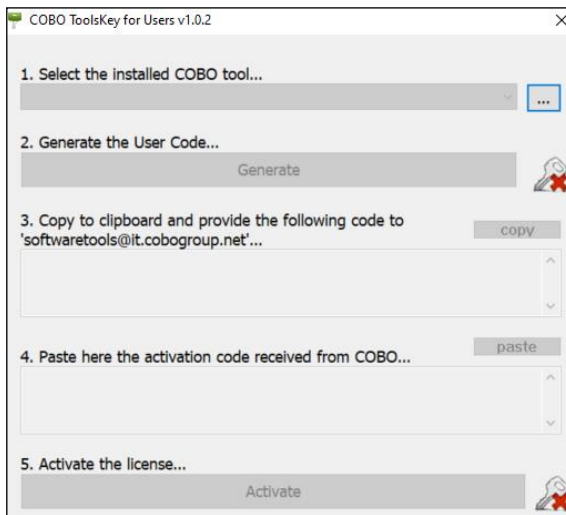 COBO ToolsKey for Users v1.0.2
1. Select the installed COBO tool...
...
2. Generate the User Code...
Generate
3. Copy to clipboard and provide the following code to
'softwaretools@it.cobogroup.net'...
copy
4. Paste here the activation code received from COBO...
paste
5. Activate the license...
Activate